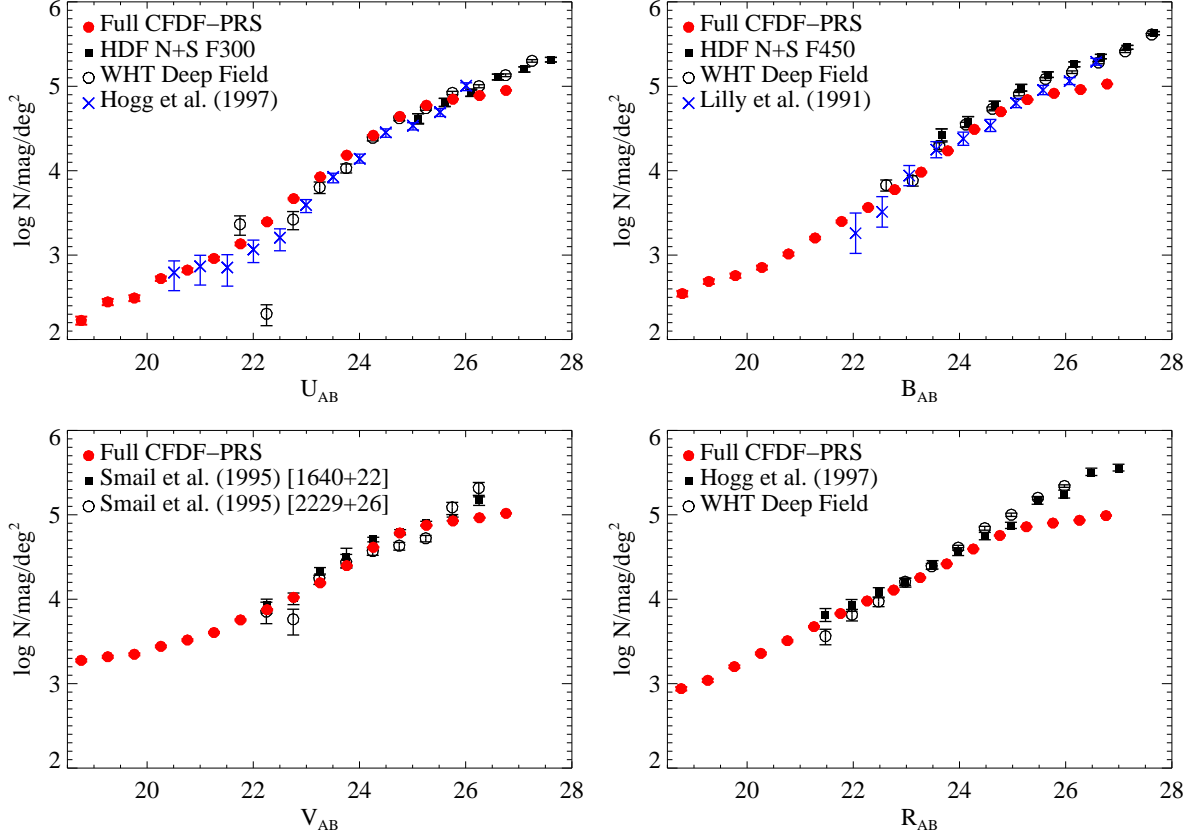 Full CFDF−PRS
HDF N+S F300
WHT Deep Field
Hogg et al. (1997)
log N/mag/deg²
6
5
4
3
2
20
22
24
26
28
U_AB
Full CFDF−PRS
HDF N+S F450
WHT Deep Field
Lilly et al. (1991)
log N/mag/deg²
6
5
4
3
2
20
22
24
26
28
B_AB
Full CFDF−PRS
Smail et al. (1995) [1640+22]
Smail et al. (1995) [2229+26]
log N/mag/deg²
6
5
4
3
2
20
22
24
26
28
V_AB
Full CFDF−PRS
Hogg et al. (1997)
WHT Deep Field
log N/mag/deg²
6
5
4
3
2
20
22
24
26
28
R_AB